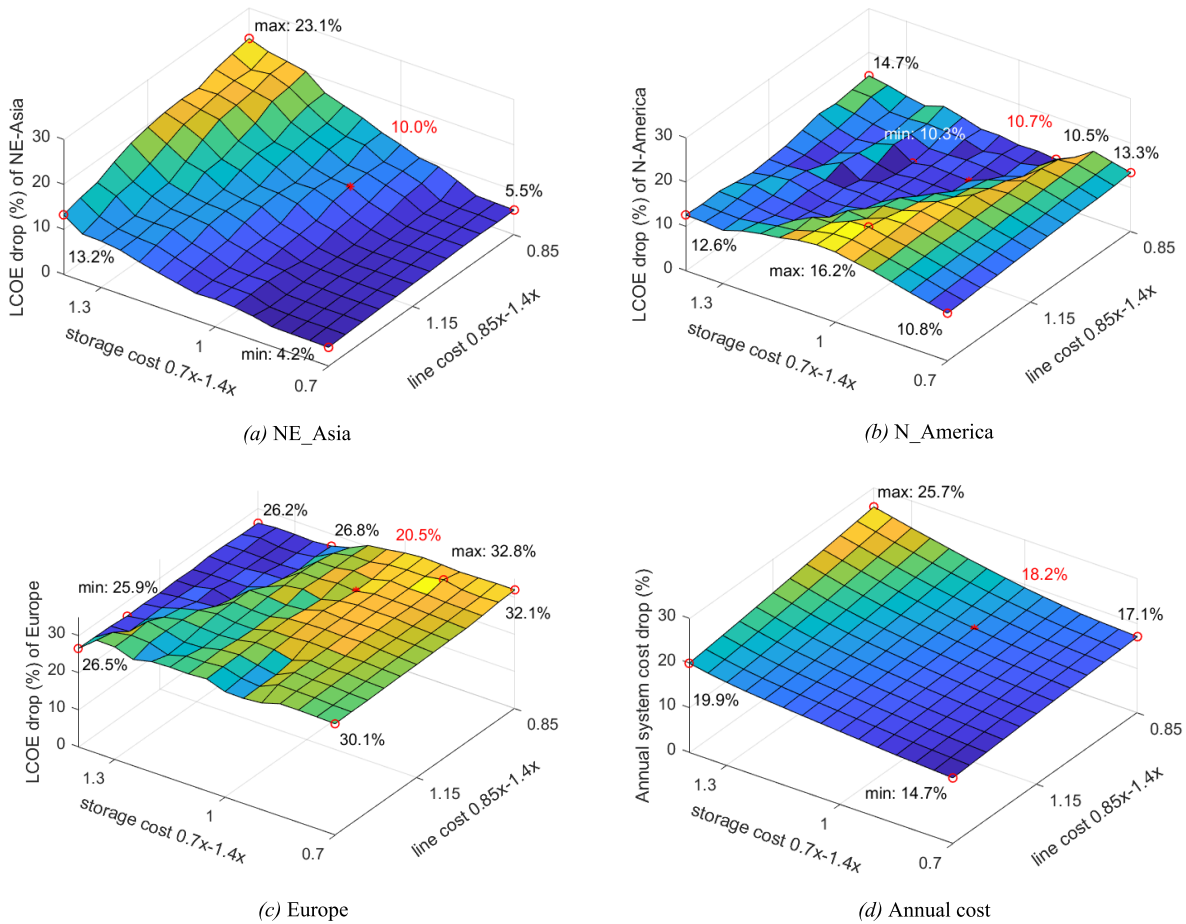 max: 23.1%
10.0%
5.5%
13.2%
min: 4.2%
LCOE drop (%) of NE-Asia
30
20
10
0
1.3
1
0.7
storage cost 0.7x-1.4x
0.85
1.15
line cost 0.85x-1.4x
(a) NE_Asia
14.7%
min: 10.3%
10.7%
10.5%
13.3%
12.6%
max: 16.2%
10.8%
LCOE drop (%) of N-America
30
20
10
0
1.3
1
0.7
storage cost 0.7x-1.4x
0.85
1.15
line cost 0.85x-1.4x
(b) N_America
26.2%
26.8%
20.5%
max: 32.8%
min: 25.9%
32.1%
26.5%
30.1%
LCOE drop (%) of Europe
30
20
10
0
1.3
1
0.7
storage cost 0.7x-1.4x
0.85
1.15
line cost 0.85x-1.4x
(c) Europe
max: 25.7%
18.2%
17.1%
19.9%
min: 14.7%
Annual system cost drop (%)
30
20
10
0
1.3
1
0.7
storage cost 0.7x-1.4x
0.85
1.15
line cost 0.85x-1.4x
(d) Annual cost